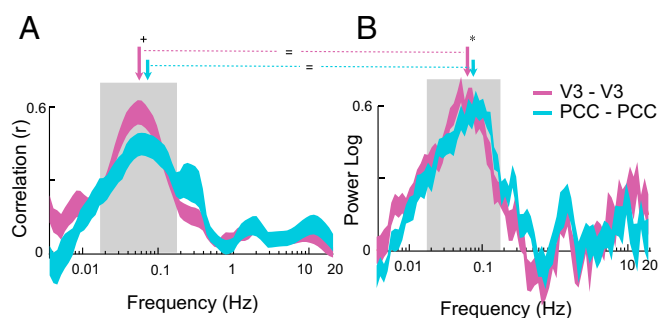 A
B
+
*
=
=
V3 - V3
PCC - PCC
0.6
0.6
Correlation (r)
Power Log
0
0
0.01
0.1
1
10
20
0.01
0.1
10
20
Frequency (Hz)
Frequency (Hz)